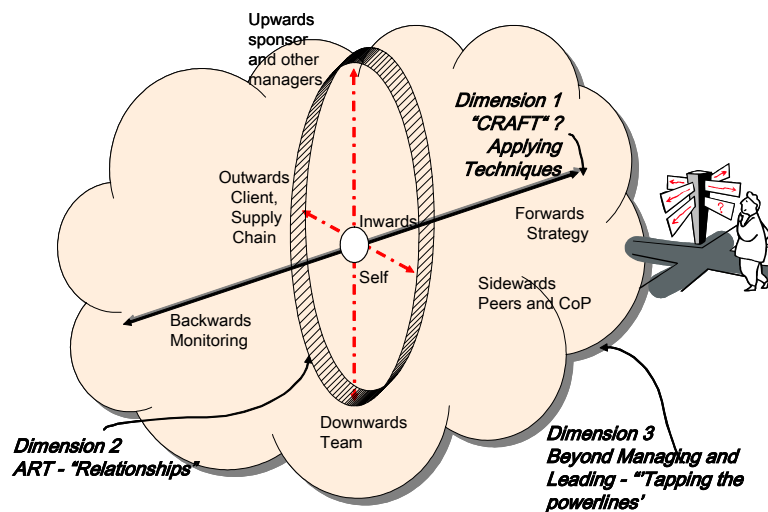 Upwards
sponsor
and other
managers
Dimension 1
“CRAFT“ ?
Applying
Techniques
Outwards
Client,
Supply
Chain
Inwards
Forwards
Strategy
?
Self
Sidewards
Peers and CoP
Backwards
Monitoring
Downwards
Team
Dimension 2
ART - “Relationships”
Dimension 3
Beyond Managing and
Leading - “’Tapping the
powerlines’